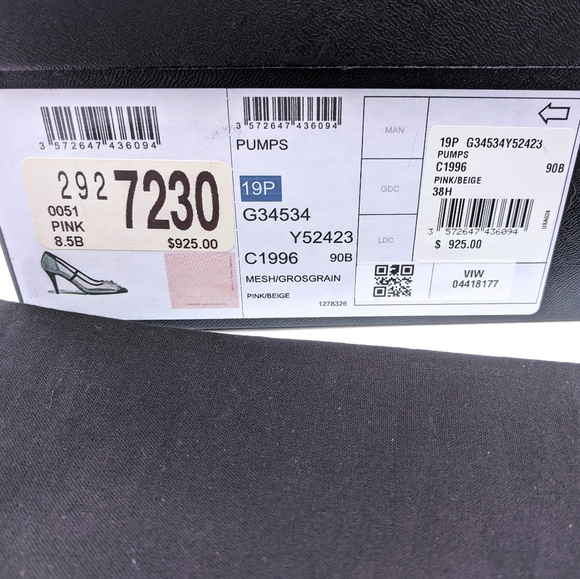 3 572647 436094
292 7230
0051
PINK
8.5B
$925.00
3 572647 436094
PUMPS
19P
G34534
Y52423
C1996 90B
MESH/GROSGRAIN
PINK/BEIGE 1278326
MAN
GDC
LDC
19P G34534Y52423
PUMPS
C1996 90B
PINK/BEIGE
38H
3 572647 436094
USA624
$ 925.00
VIW
04418177